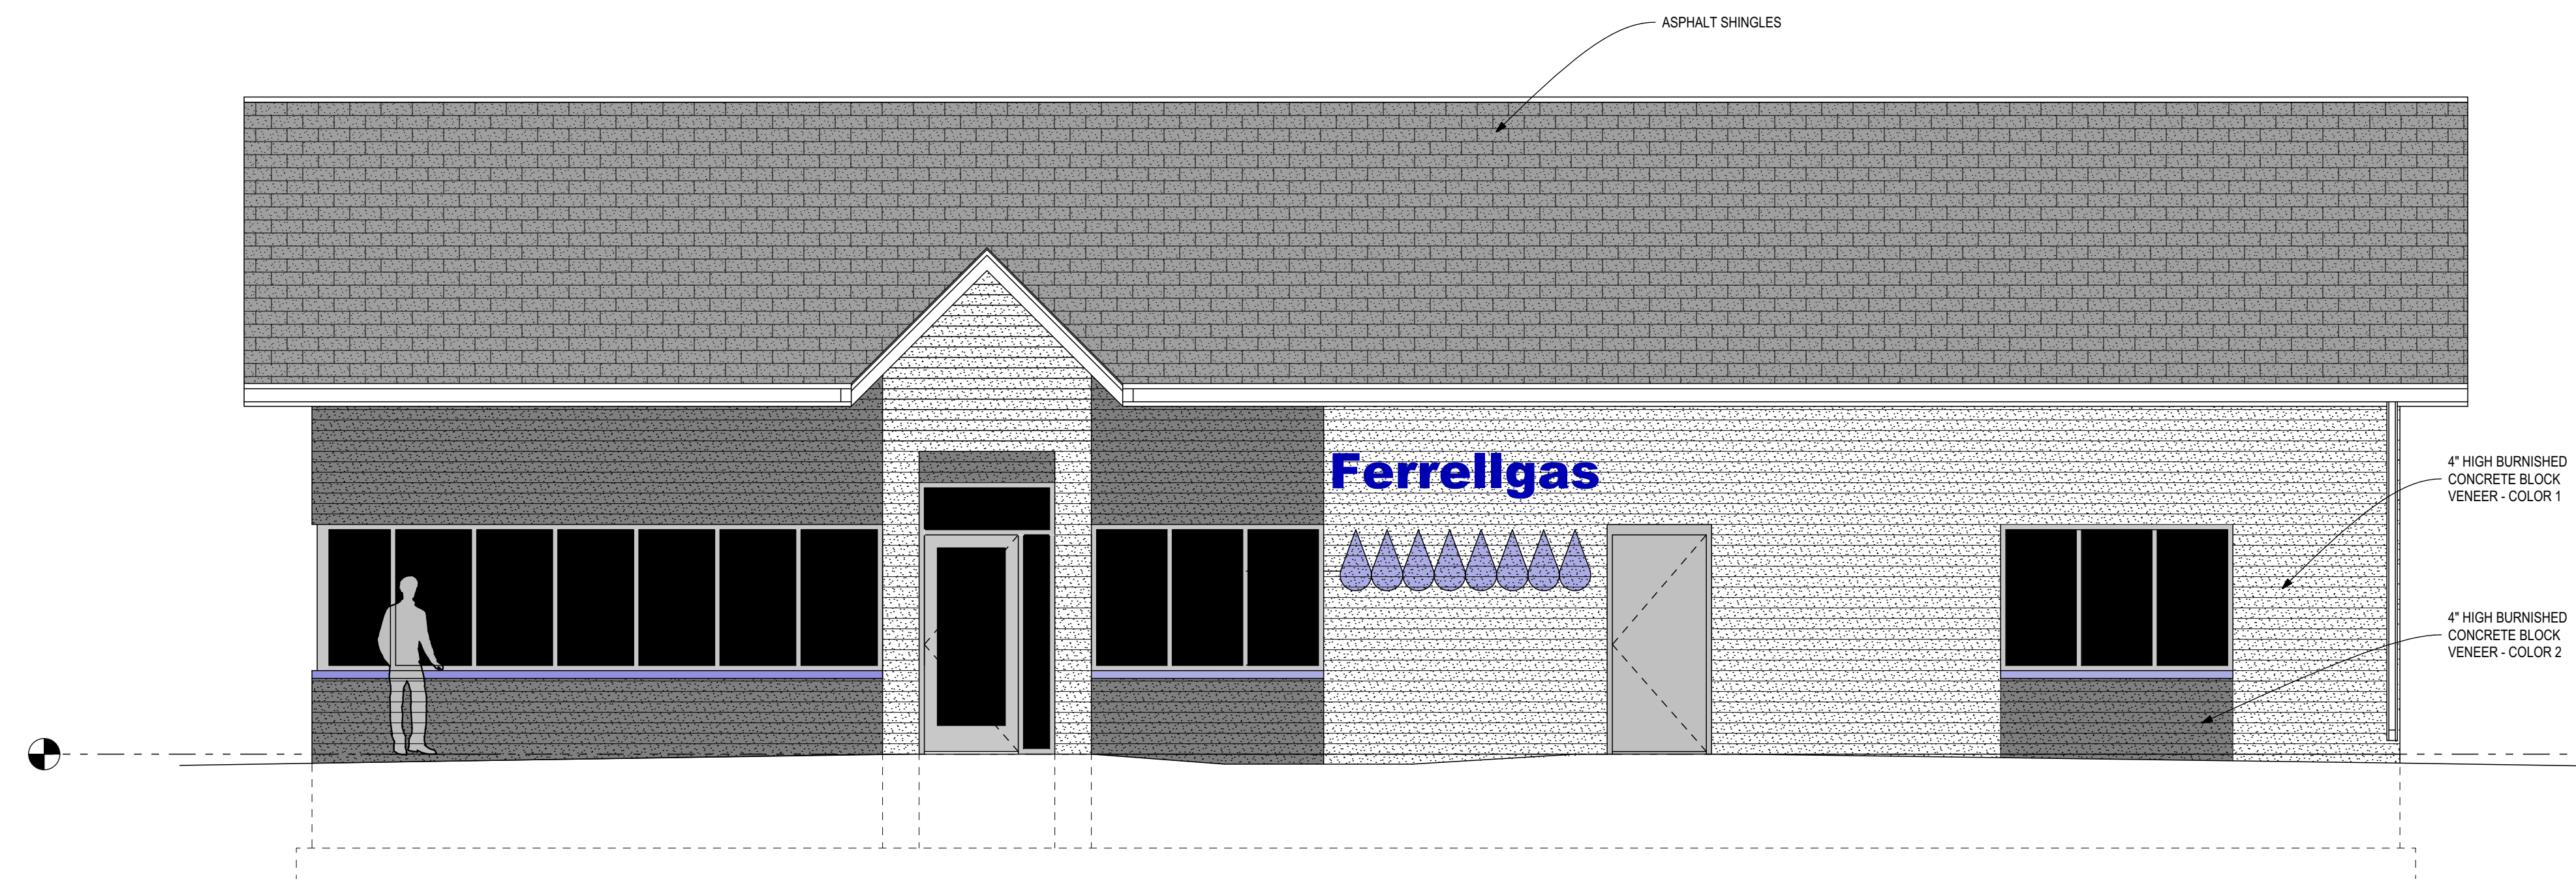 ASPHALT SHINGLES
Ferrellgas
4" HIGH BURNISHED
CONCRETE BLOCK
VENEER - COLOR 1
4" HIGH BURNISHED
CONCRETE BLOCK
VENEER - COLOR 2